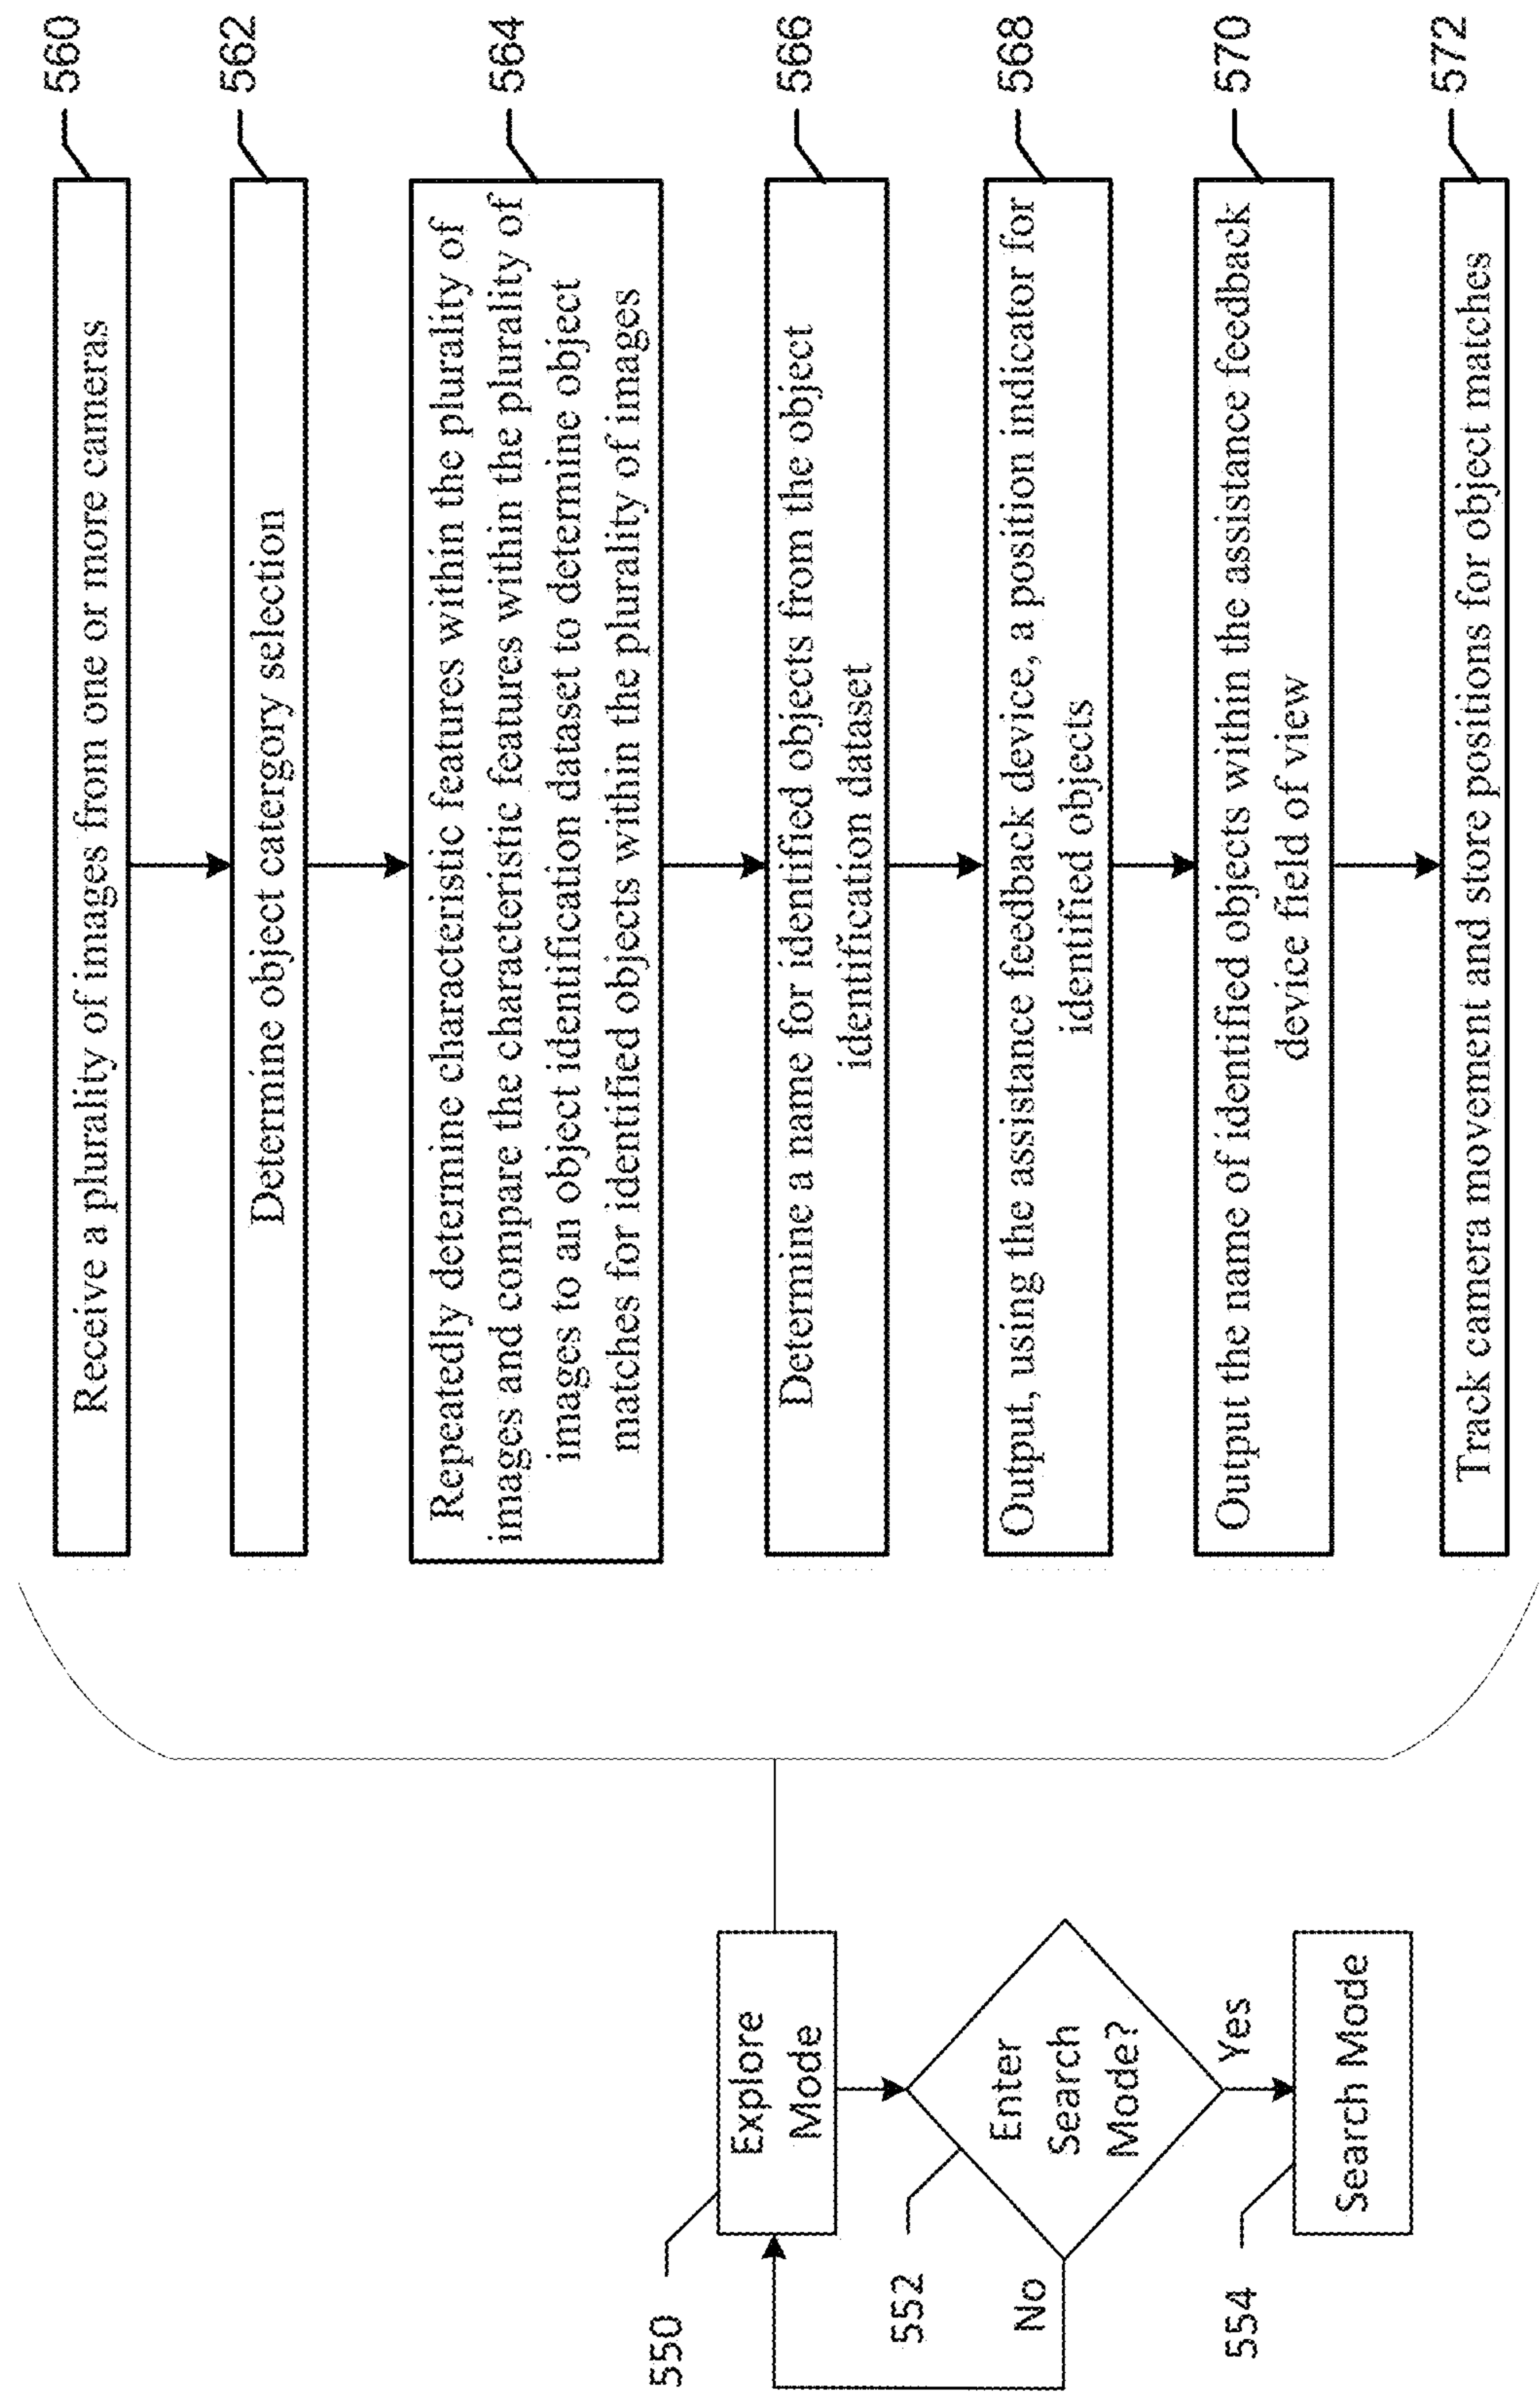 550
Explore
Mode
552
Enter
Search
Mode?
No
Yes
554
Search Mode
Receive a plurality of images from one or more cameras
560
Determine object catergory selection
562
Repeatedly determine characteristic features within the plurality of
images and compare the characteristic features within the plurality of
images to an object identification dataset to determine object
matches for identified objects within the plurality of images
564
Determine a name for identified objects from the object
identification dataset
566
Output, using the assistance feedback device, a position indicator for
identified objects
568
Output the name of identified objects within the assistance feedback
device field of view
570
Track camera movement and store positions for object matches
572